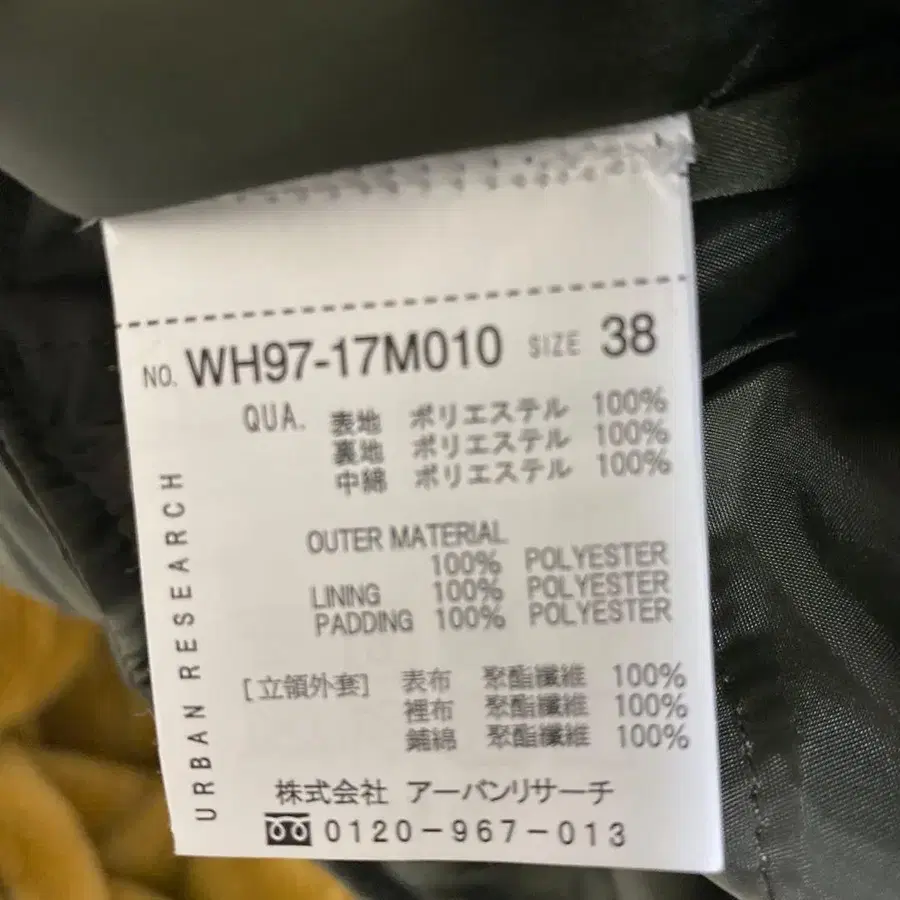 NO. WH97-17M010 SIZE 38
QUA. 表地 ポリエステル 100%
裏地 ポリエステル 100%
中綿 ポリエステル 100%
OUTER MATERIAL
100% POLYESTER
LINING 100% POLYESTER
PADDING 100% POLYESTER
[立領外套] 表布 聚酯纖維 100%
裡布 聚酯纖維 100%
鋪綿 聚酯纖維 100%
株式会社 アーバンリサーチ
0120-967-013
URBAN RESEARCH